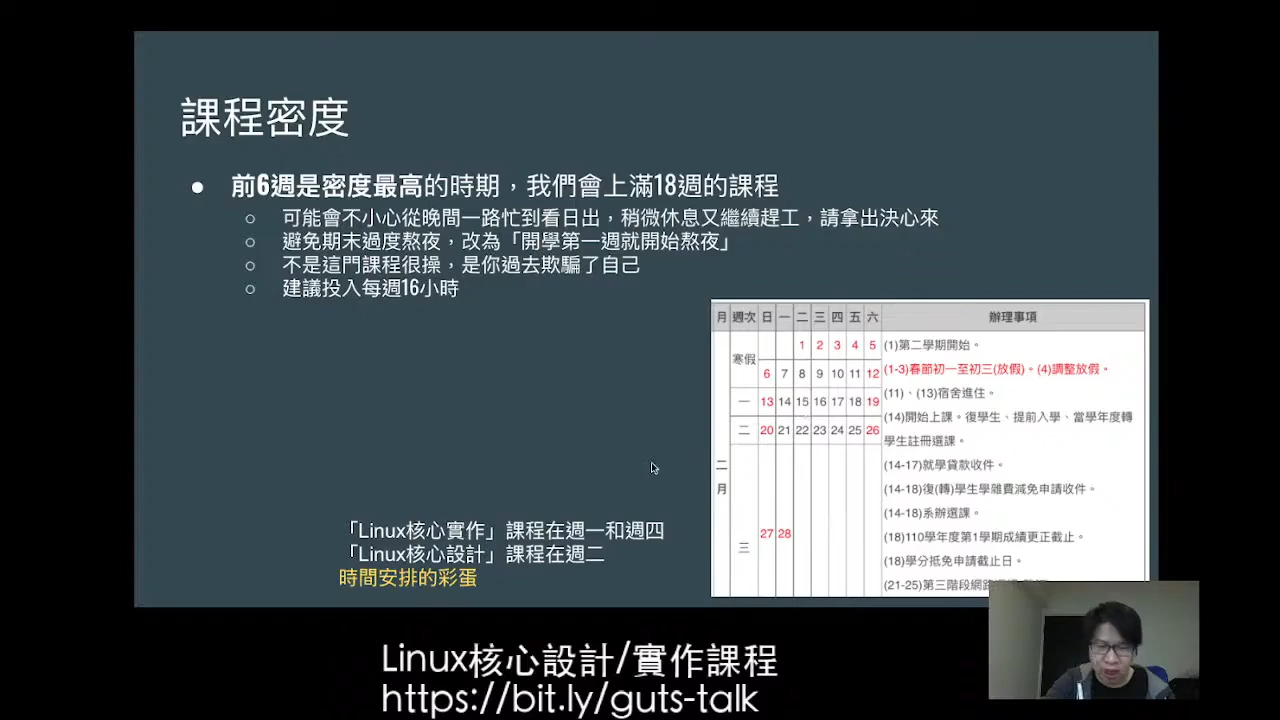 課程密度
● 前6週是密度最高的時期，我們會上滿18週的課程
○ 可能會不小心從晚間一路忙到看日出，稍微休息又繼續趕工，請拿出決心來
○ 避免期末過度熬夜，改為「開學第一週就開始熬夜」
○ 不是這門課程很操，是你過去欺騙了自己
○ 建議投入每週16小時
月 週次 日 一 二 三 四 五 六 辦理事項
寒假 1 2 3 4 5
6 7 8 9 10 11 12
一 13 14 15 16 17 18 19
二 20 21 22 23 24 25 26
二月
三 27 28
(1)第二學期開始。
(1-3)春節初一至初三(放假)。(4)調整放假。
(11)、(13)宿舍進住。
(14)開始上課。復學生、提前入學、當學年度轉
學生註冊選課。
(14-17)就學貸款收件。
(14-18)復(轉)學生學雜費減免申請收件。
(14-18)系辦選課。
(18)110學年度第1學期成績更正截止。
(18)學分抵免申請截止日。
(21-25)第三階段網路
「Linux核心實作」課程在週一和週四
「Linux核心設計」課程在週二
時間安排的彩蛋
Linux核心設計/實作課程
https://bit.ly/guts-talk